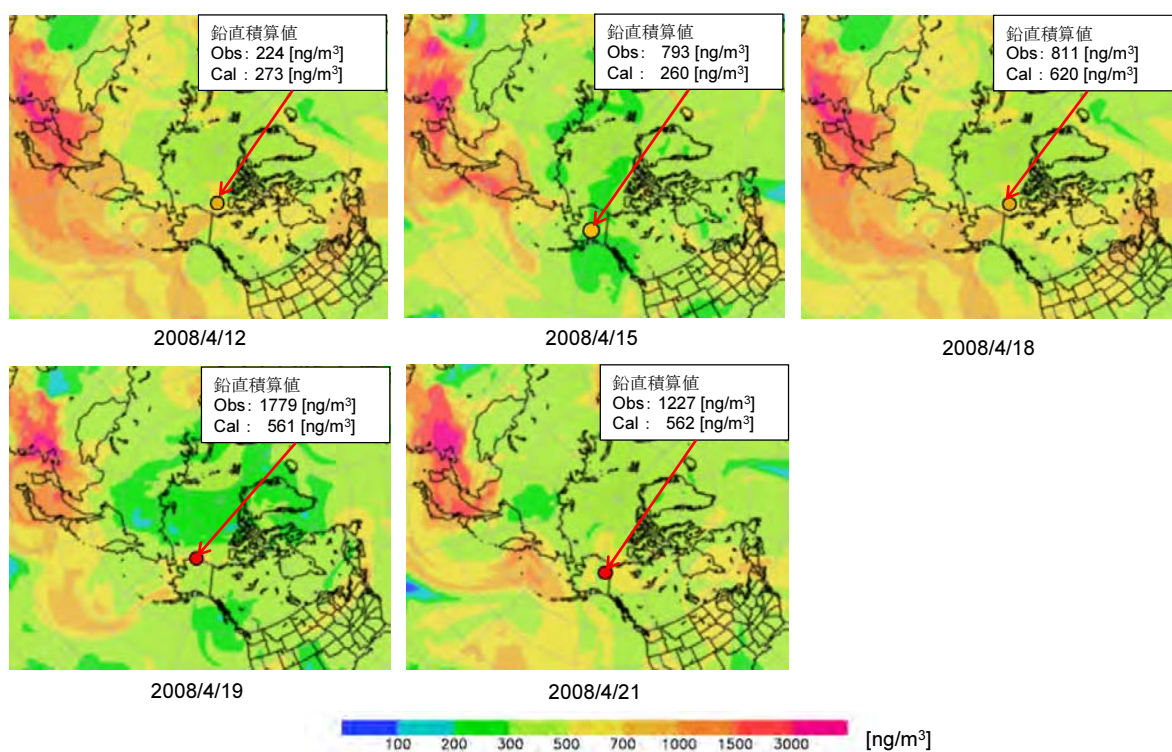 鉛直積算値
Obs: 224 [ng/m³]
Cal : 273 [ng/m³]
鉛直積算値
Obs: 793 [ng/m³]
Cal : 260 [ng/m³]
鉛直積算値
Obs: 811 [ng/m³]
Cal : 620 [ng/m³]
2008/4/12
2008/4/15
2008/4/18
鉛直積算値
Obs: 1779 [ng/m³]
Cal : 561 [ng/m³]
鉛直積算値
Obs: 1227 [ng/m³]
Cal : 562 [ng/m³]
2008/4/19
2008/4/21
100 200 300 500 700 1000 1500 3000 [ng/m³]